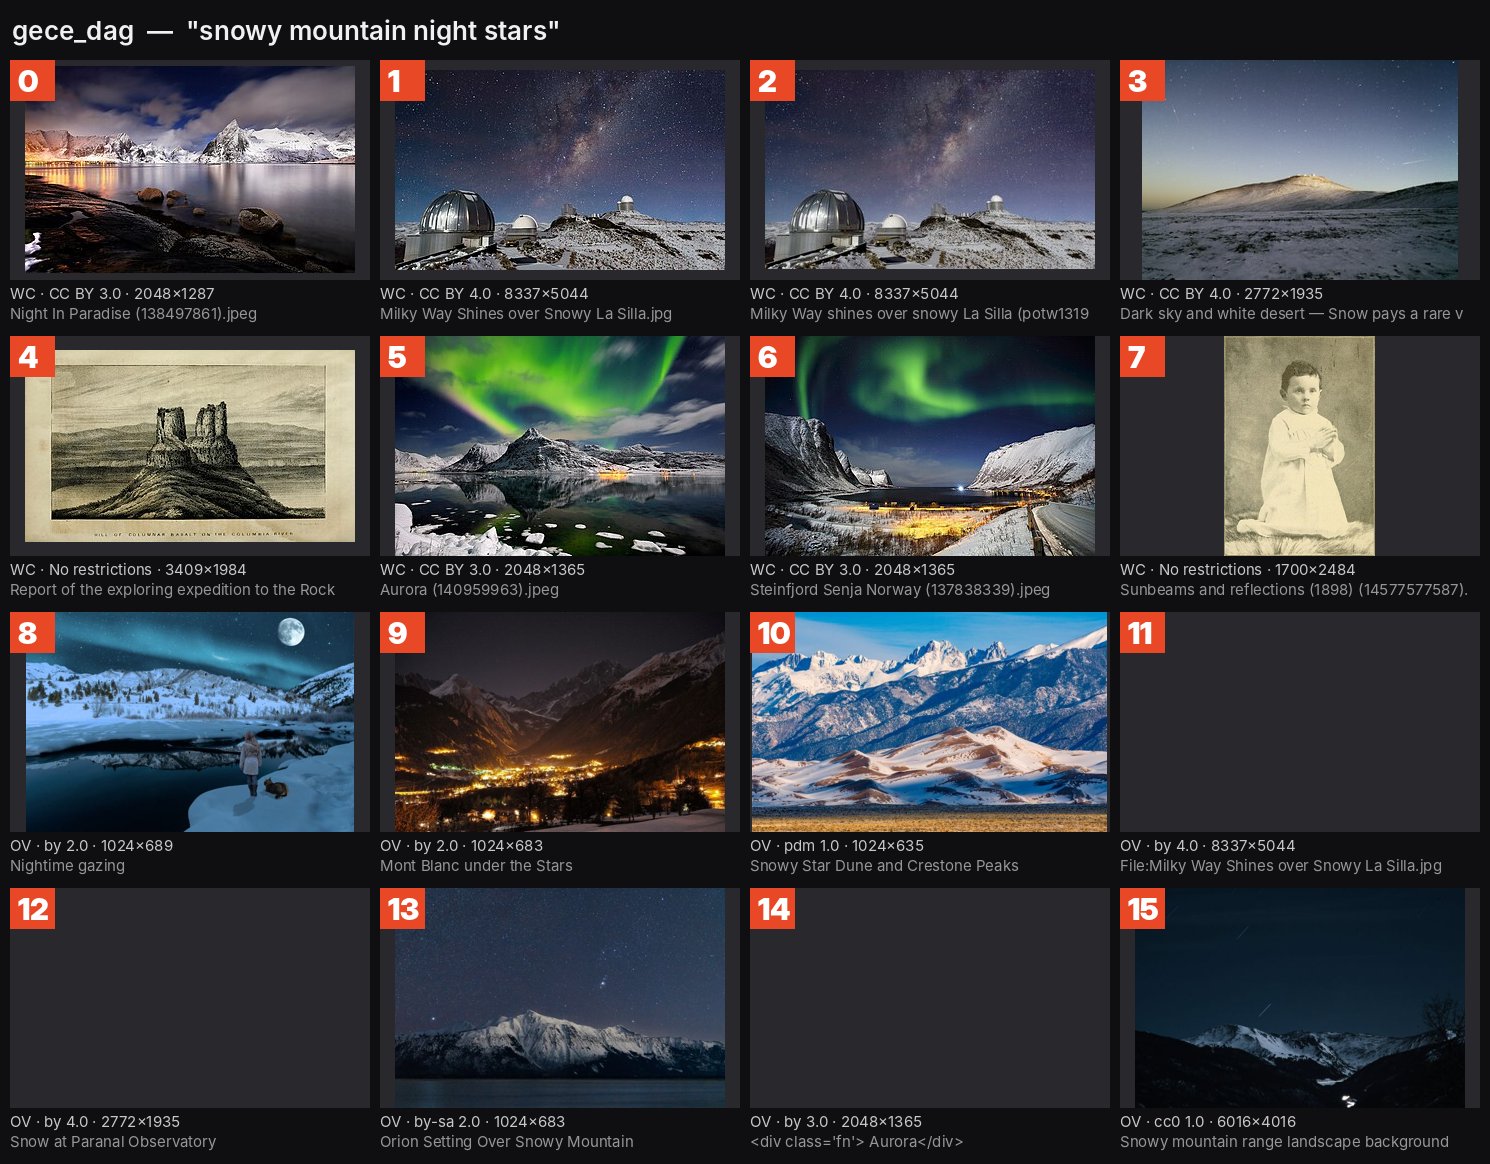 gece_dag — "snowy mountain night stars"
0
1
2
3
WC · CC BY 3.0 · 2048×1287
Night In Paradise (138497861).jpeg
WC · CC BY 4.0 · 8337×5044
Milky Way Shines over Snowy La Silla.jpg
WC · CC BY 4.0 · 8337×5044
Milky Way shines over snowy La Silla (potw1319
WC · CC BY 4.0 · 2772×1935
Dark sky and white desert — Snow pays a rare v
4
HILL OF COLUMNAR BASALT ON THE COLUMBIA RIVER
5
6
7
WC · No restrictions · 3409×1984
Report of the exploring expedition to the Rock
WC · CC BY 3.0 · 2048×1365
Aurora (140959963).jpeg
WC · CC BY 3.0 · 2048×1365
Steinfjord Senja Norway (137838339).jpeg
WC · No restrictions · 1700×2484
Sunbeams and reflections (1898) (14577577587).
8
9
10
11
OV · by 2.0 · 1024×689
Nightime gazing
OV · by 2.0 · 1024×683
Mont Blanc under the Stars
OV · pdm 1.0 · 1024×635
Snowy Star Dune and Crestone Peaks
OV · by 4.0 · 8337×5044
File:Milky Way Shines over Snowy La Silla.jpg
12
13
14
15
OV · by 4.0 · 2772×1935
Snow at Paranal Observatory
OV · by-sa 2.0 · 1024×683
Orion Setting Over Snowy Mountain
OV · by 3.0 · 2048×1365
<div class='fn'> Aurora</div>
OV · cc0 1.0 · 6016×4016
Snowy mountain range landscape background